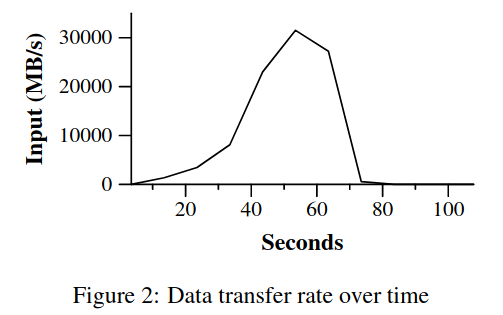 Input (MB/s)
30000
20000
10000
0
20 40 60 80 100
Seconds
Figure 2: Data transfer rate over time